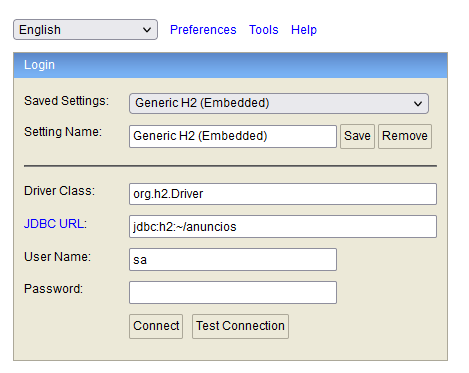 English Preferences Tools Help
Login
Saved Settings: Generic H2 (Embedded)
Setting Name: Generic H2 (Embedded) Save Remove
Driver Class: org.h2.Driver
JDBC URL: jdbc:h2:~/anuncios
User Name: sa
Password:
Connect Test Connection